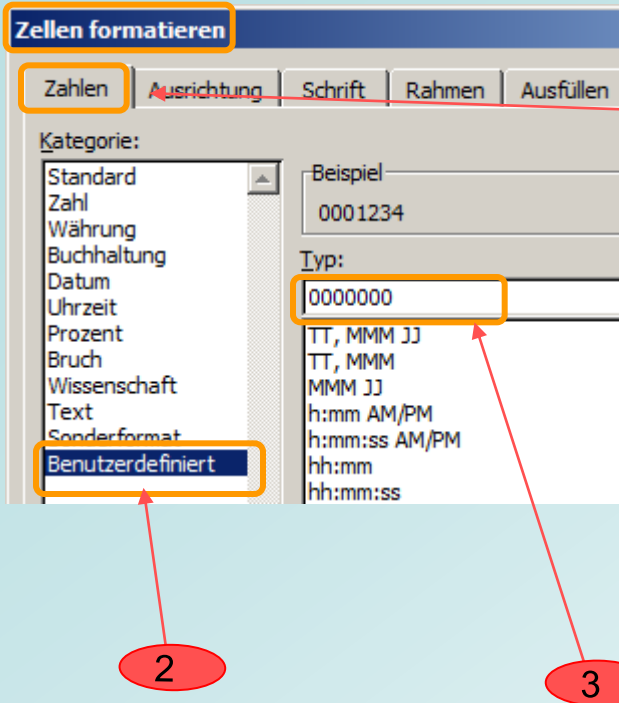 Zellen formatieren
Zahlen Ausrichtung Schrift Rahmen Ausfüllen
Kategorie:
Standard
Zahl
Währung
Buchhaltung
Datum
Uhrzeit
Prozent
Bruch
Wissenschaft
Text
Sonderformat
Benutzerdefiniert
Beispiel
0001234
Typ:
0000000
TT, MMM JJ
TT, MMM
MMM JJ
h:mm AM/PM
h:mm:ss AM/PM
hh:mm
hh:mm:ss
2
3